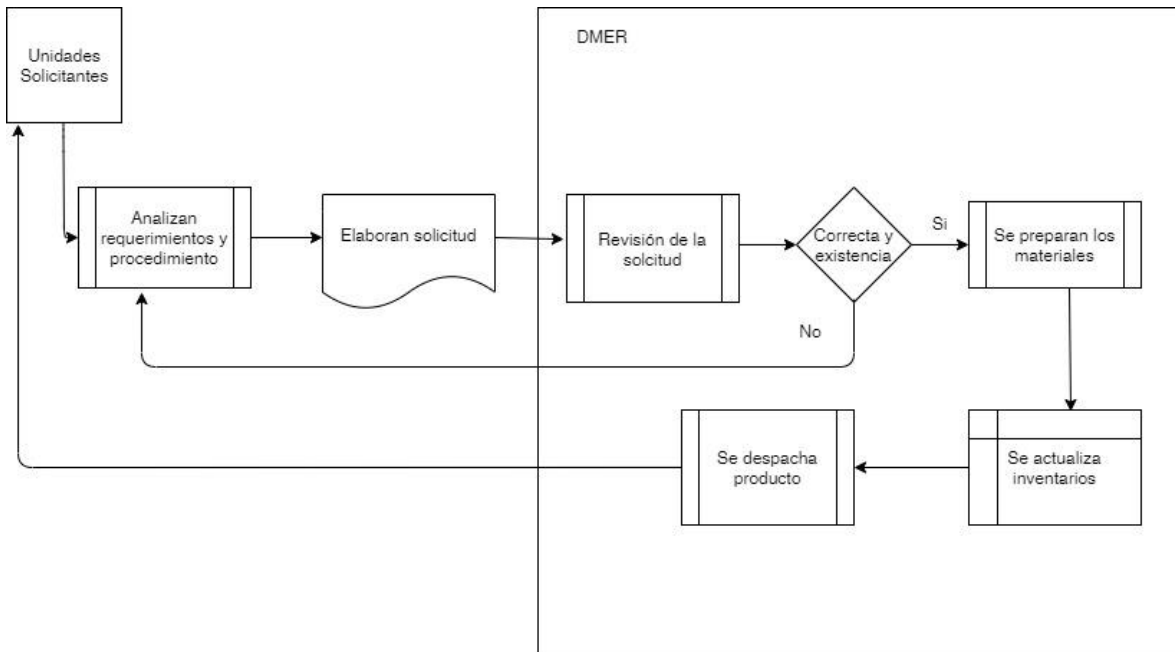 DMER
Unidades
Solicitantes
Analizan
requerimientos y
procedimiento
Elaboran solicitud
Revisión de la
solcitud
Correcta y
existencia
Si
Se preparan los
materiales
No
Se despacha
producto
Se actualiza
inventarios